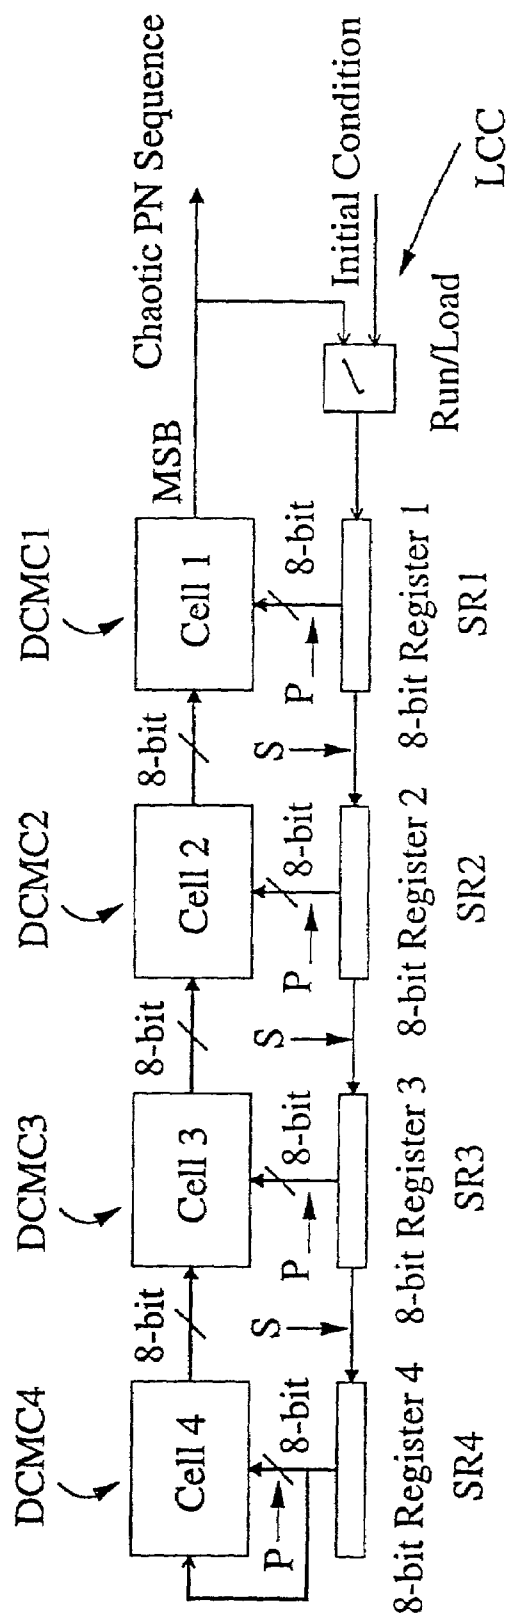 DCMC4
DCMC3
DCMC2
DCMC1
Cell 4
8-bit
Cell 3
8-bit
Cell 2
8-bit
Cell 1
MSB
Chaotic PN Sequence
P
8-bit
S
P
8-bit
S
P
8-bit
S
P
8-bit
Initial Condition
8-bit Register 4
8-bit Register 3
8-bit Register 2
8-bit Register 1
Run/Load
SR4
SR3
SR2
SR1
LCC